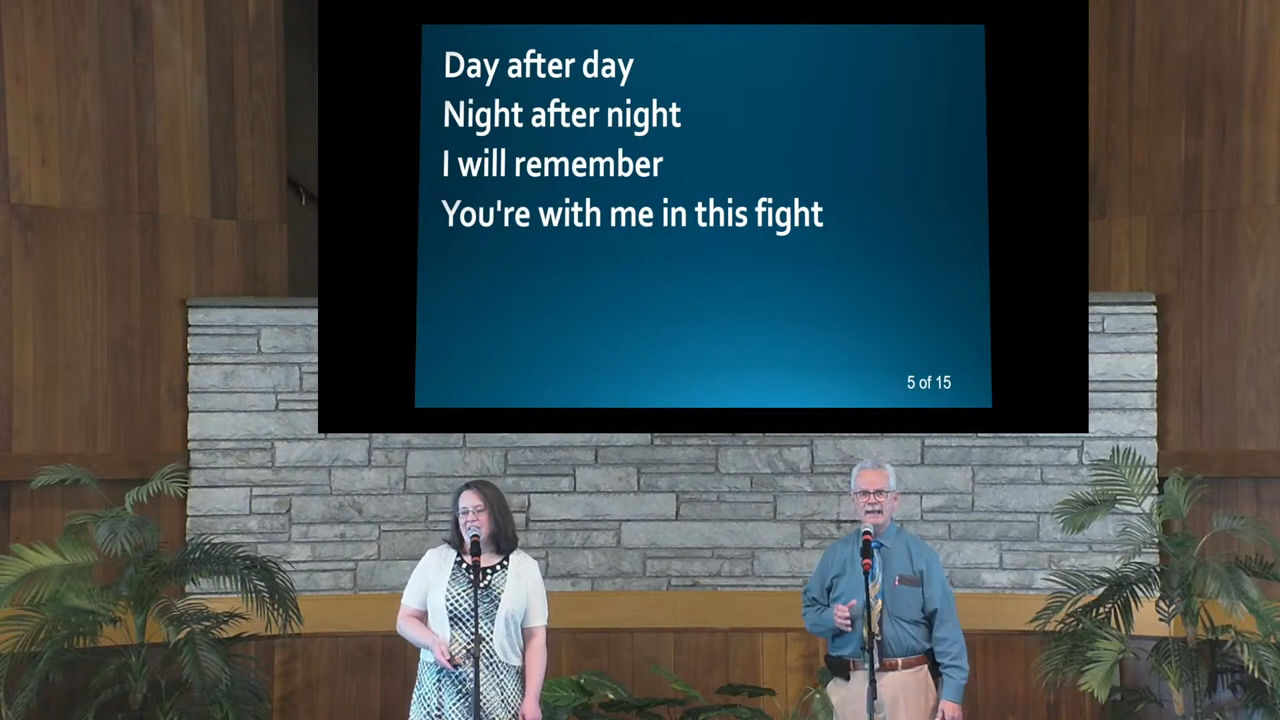 Day after day
Night after night
I will remember
You're with me in this fight
5 of 15